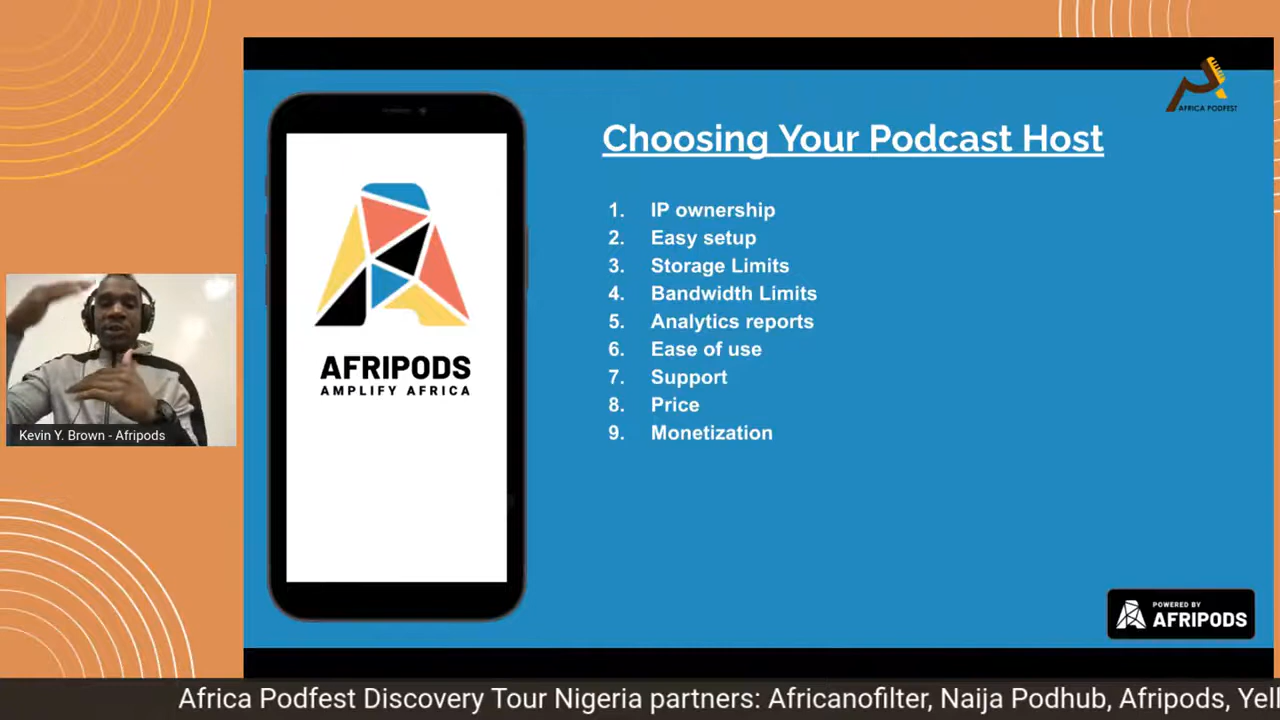 AFRICA PODFEST
Choosing Your Podcast Host
1. IP ownership
2. Easy setup
3. Storage Limits
4. Bandwidth Limits
5. Analytics reports
6. Ease of use
7. Support
8. Price
9. Monetization
AFRIPODS
AMPLIFY AFRICA
Kevin Y. Brown - Afripods
POWERED BY
AFRIPODS
Africa Podfest Discovery Tour Nigeria partners: Africanofilter, Naija Podhub, Afripods, Yell